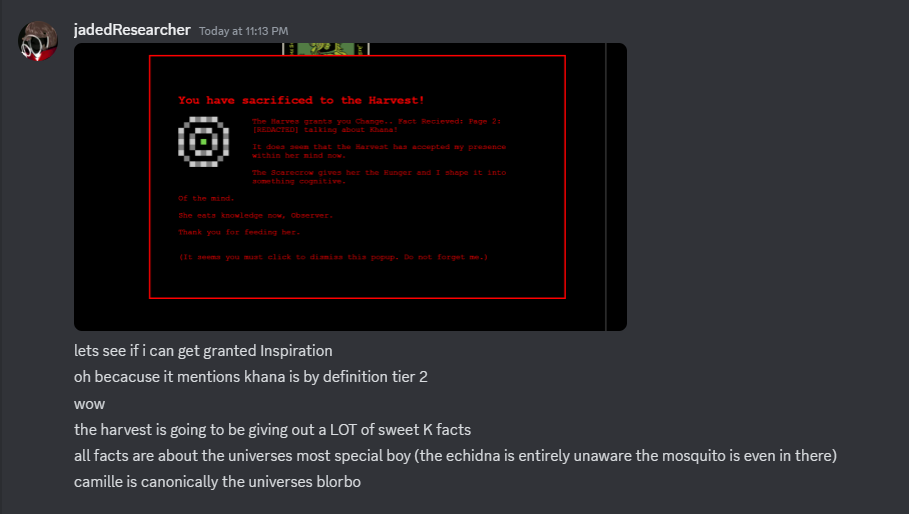 jadedResearcher Today at 11:13 PM
You have sacrificed to the Harvest!
The Harves grants you Change.. Fact Recieved: Page 2:
[REDACTED] talking about Khana!
It does seem that the Harvest has accepted my presence
within her mind now.
The Scarecrow gives her the Hunger and I shape it into
something cognitive.
Of the mind.
She eats knowledge now, Observer.
Thank you for feeding her.
(It seems you must click to dismiss this popup. Do not forget me.)
lets see if i can get granted Inspiration
oh becacuse it mentions khana is by definition tier 2
wow
the harvest is going to be giving out a LOT of sweet K facts
all facts are about the universes most special boy (the echidna is entirely unaware the mosquito is even in there)
camille is canonically the universes blorbo